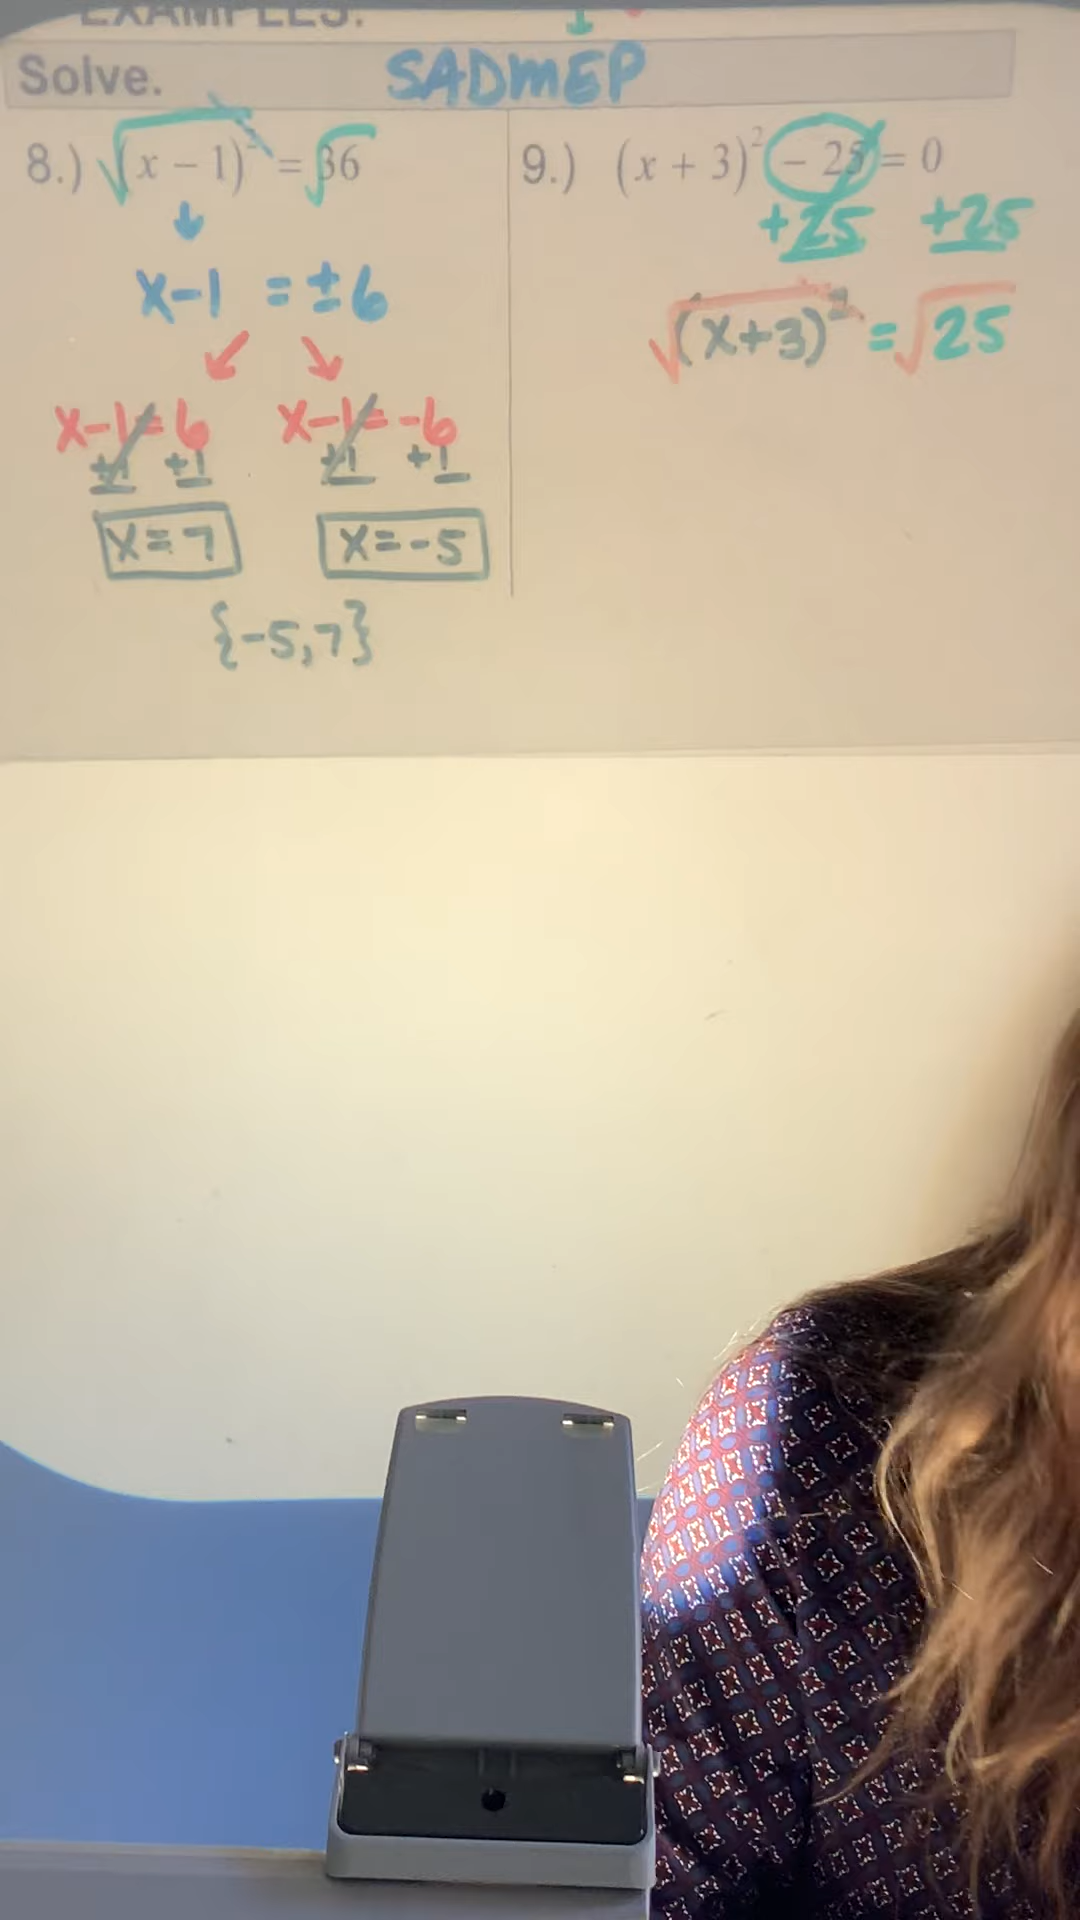 EXAMPLES:
Solve. SADMEP
8.) √(x − 1)² = √36
x-1 = ±6
x-1=6 x-1=-6
+1 +1 +1 +1
x=7 x=-5
{-5,7}
9.) (x + 3)² − 25 = 0
+25 +25
√(x+3)² = √25